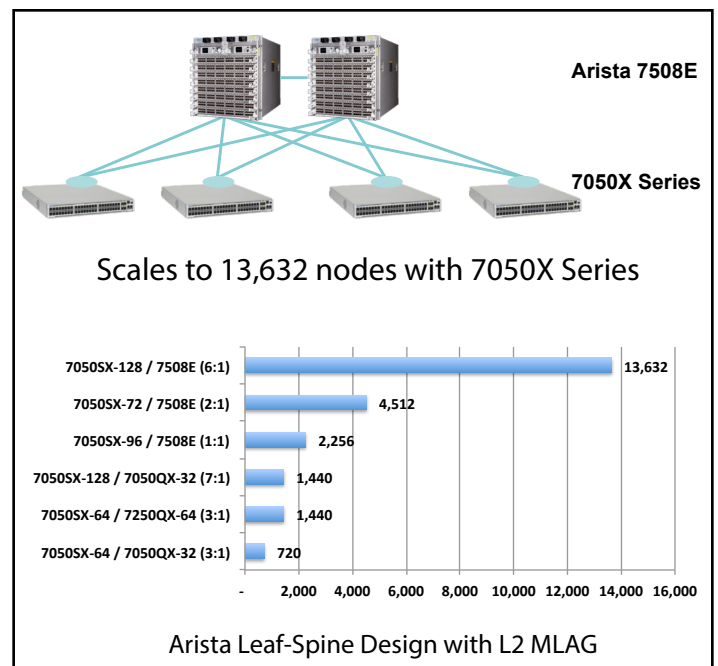 Arista 7508E
7050X Series
Scales to 13,632 nodes with 7050X Series
7050SX-128 / 7508E (6:1)
13,632
7050SX-72 / 7508E (2:1)
4,512
7050SX-96 / 7508E (1:1)
2,256
7050SX-128 / 7050QX-32 (7:1)
1,440
7050SX-64 / 7250QX-64 (3:1)
1,440
7050SX-64 / 7050QX-32 (3:1)
720
- 2,000 4,000 6,000 8,000 10,000 12,000 14,000 16,000
Arista Leaf-Spine Design with L2 MLAG